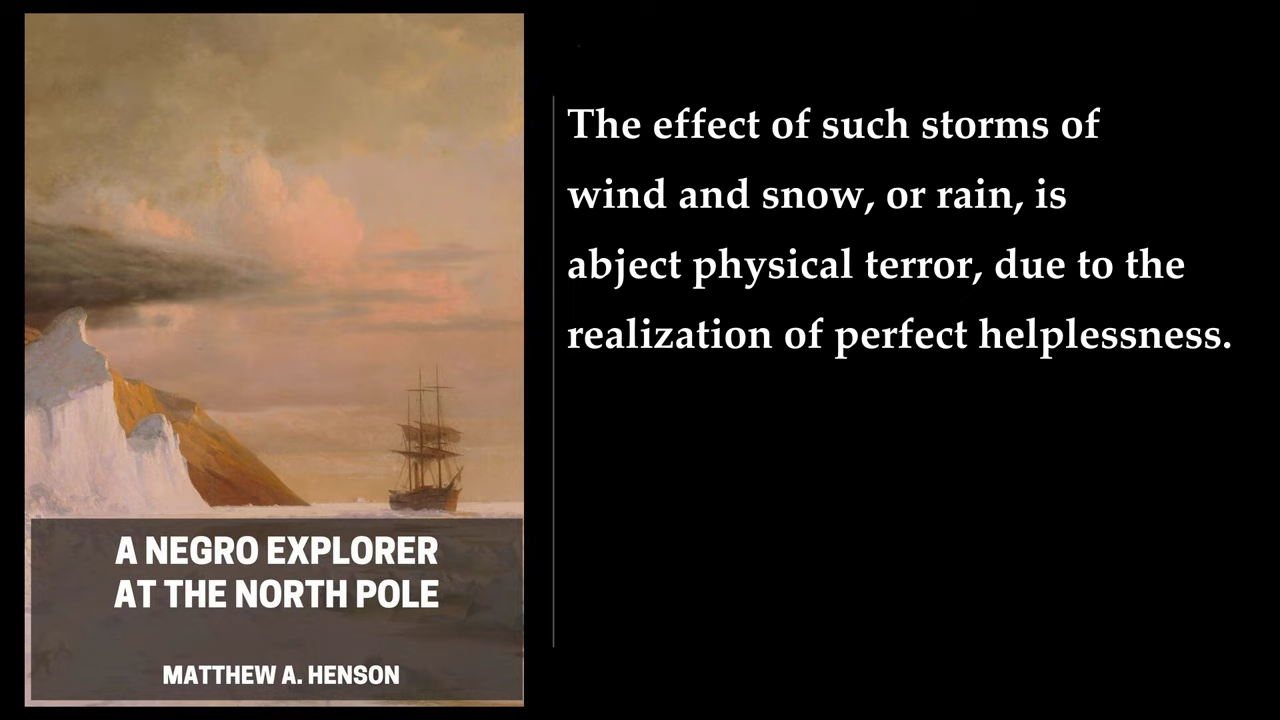 The effect of such storms of
wind and snow, or rain, is
abject physical terror, due to the
realization of perfect helplessness.
A NEGRO EXPLORER
AT THE NORTH POLE
MATTHEW A. HENSON